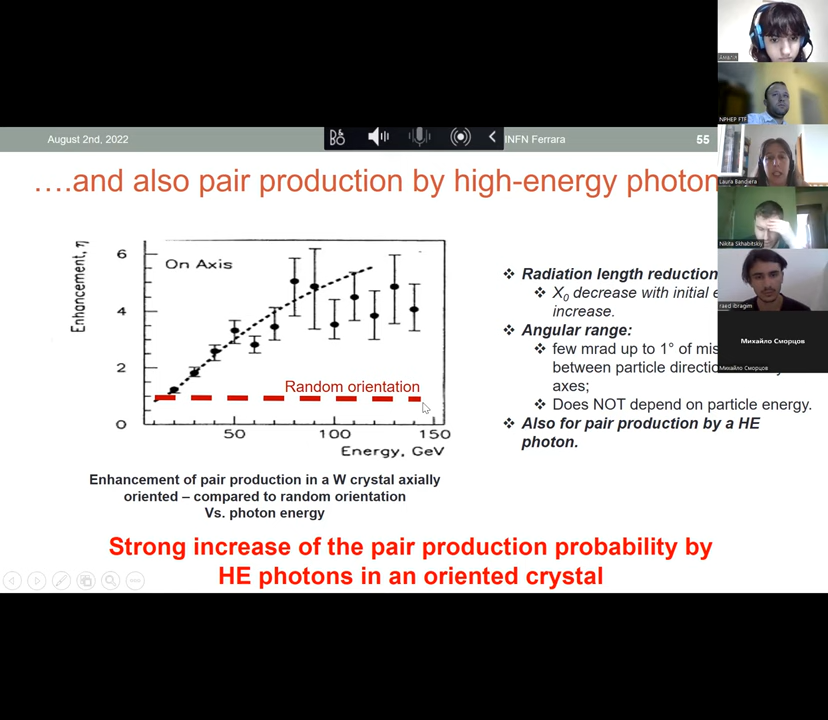 August 2nd, 2022
INFN Ferrara
55
….and also pair production by high-energy photon
Enhancement, η
6
4
2
0
On Axis
Random orientation
50
100
150
Energy, GeV
Enhancement of pair production in a W crystal axially
oriented – compared to random orientation
Vs. photon energy
❖ Radiation length reduction
❖ X₀ decrease with initial e
increase.
❖ Angular range:
❖ few mrad up to 1° of mis
between particle directio
axes;
❖ Does NOT depend on particle energy.
❖ Also for pair production by a HE
photon.
Strong increase of the pair production probability by
HE photons in an oriented crystal
NPHEP FTF
Laura Bandiera
Nikita Skhabitskiy
raed ibragim
Михайло Сморцов
Михайло Сморцов